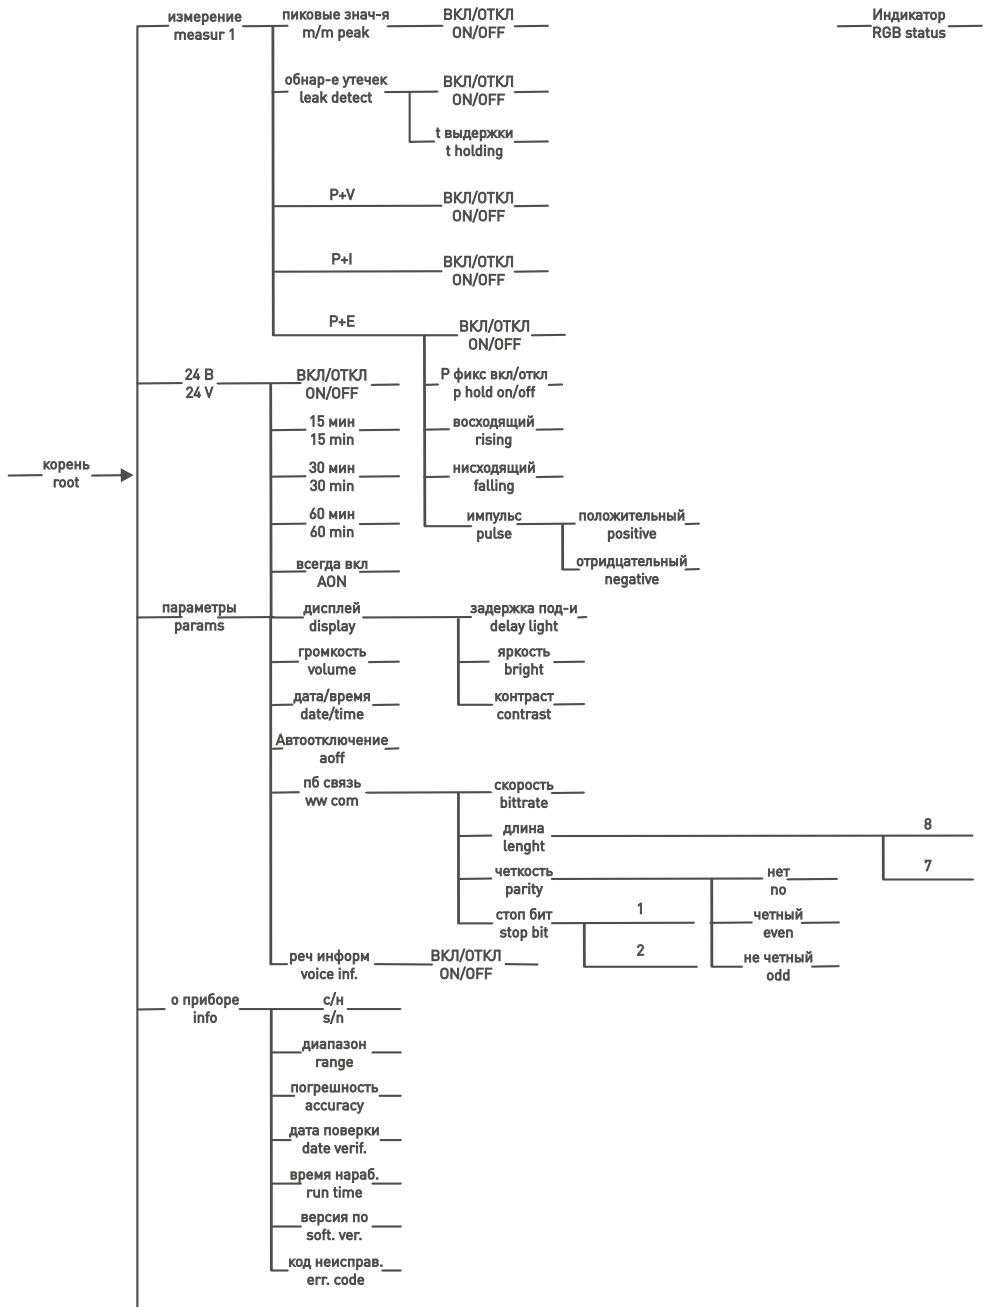 измерение
measur 1
пиковые знач-я
m/m peak
ВКЛ/ОТКЛ
ON/OFF
Индикатор
RGB status
обнар-е утечек
leak detect
ВКЛ/ОТКЛ
ON/OFF
t выдержки
t holding
P+V
ВКЛ/ОТКЛ
ON/OFF
P+I
ВКЛ/ОТКЛ
ON/OFF
P+E
ВКЛ/ОТКЛ
ON/OFF
24 В
24 V
ВКЛ/ОТКЛ
ON/OFF
P фикс вкл/откл
p hold on/off
15 мин
15 min
восходящий
rising
корень
root
30 мин
30 min
нисходящий
falling
60 мин
60 min
импульс
pulse
положительный
positive
всегда вкл
AON
отридцательный
negative
параметры
params
дисплей
display
задержка под-и
delay light
громкость
volume
яркость
bright
дата/время
date/time
контраст
contrast
Автоотключение
aoff
пб связь
ww com
скорость
bittrate
длина
lenght
8
7
четкость
parity
нет
no
стоп бит
stop bit
1
2
четный
even
не четный
odd
реч информ
voice inf.
ВКЛ/ОТКЛ
ON/OFF
о приборе
info
с/н
s/n
диапазон
range
погрешность
accuracy
дата поверки
date verif.
время нараб.
run time
версия по
soft. ver.
код неисправ.
err. code